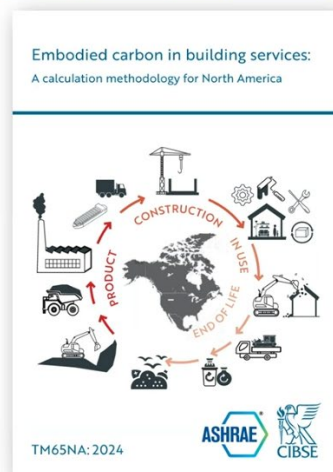 Embodied carbon in building services:
A calculation methodology for North America
CONSTRUCTION
IN USE
PRODUCT
END OF LIFE
TM65NA: 2024
ASHRAE
CIBSE